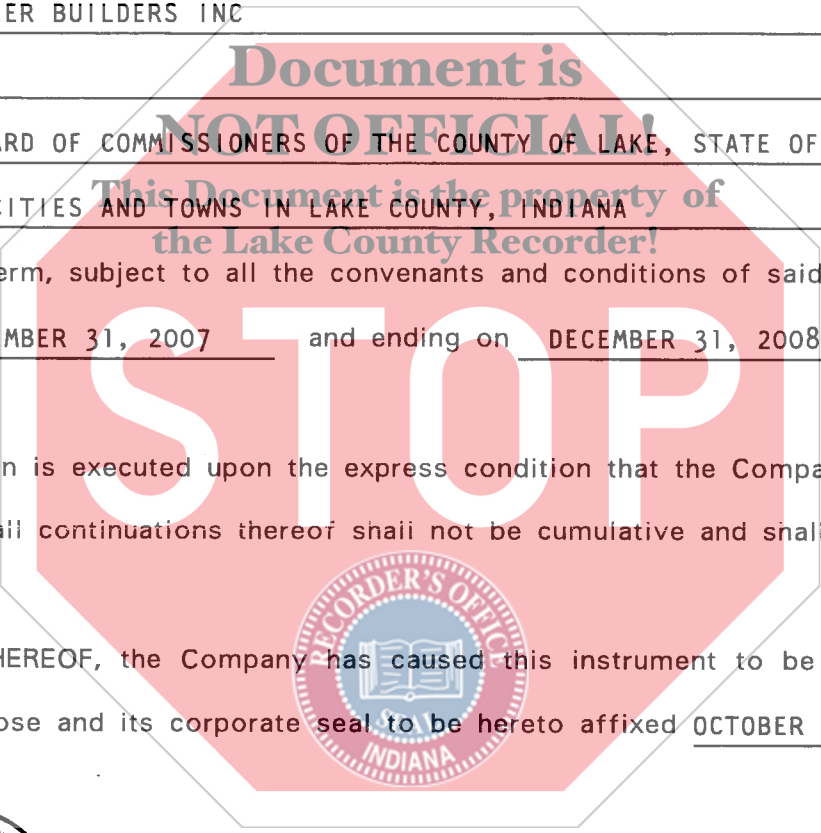 ER BUILDERS INC
Document is
NOT OFFICIAL!
ARD OF COMMISSIONERS OF THE COUNTY OF LAKE, STATE OF
This Document is the property of
CITIES AND TOWNS IN LAKE COUNTY, INDIANA
the Lake County Recorder!
erm, subject to all the convenants and conditions of said
MBER 31, 2007 and ending on DECEMBER 31, 2008
STOP
n is executed upon the express condition that the Compa
all continuations thereof shall not be cumulative and shall
RECORDER'S OFFICE
HEREOF, the Company has caused this instrument to be
ose and its corporate seal to be hereto affixed OCTOBER
SEAL
INDIANA